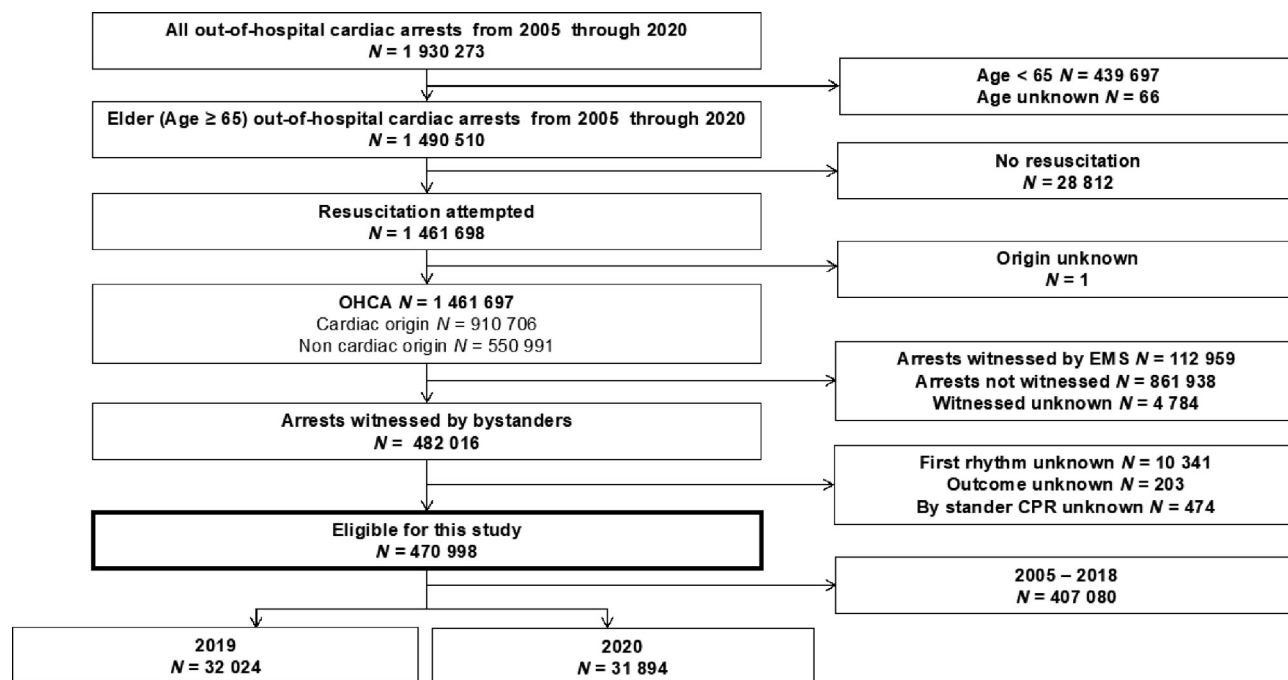 All out-of-hospital cardiac arrests from 2005 through 2020
N = 1 930 273
Age < 65 N = 439 697
Age unknown N = 66
Elder (Age ≥ 65) out-of-hospital cardiac arrests from 2005 through 2020
N = 1 490 510
No resuscitation
N = 28 812
Resuscitation attempted
N = 1 461 698
Origin unknown
N = 1
OHCA N = 1 461 697
Cardiac origin N = 910 706
Non cardiac origin N = 550 991
Arrests witnessed by EMS N = 112 959
Arrests not witnessed N = 861 938
Witnessed unknown N = 4 784
Arrests witnessed by bystanders
N = 482 016
First rhythm unknown N = 10 341
Outcome unknown N = 203
By stander CPR unknown N = 474
Eligible for this study
N = 470 998
2005 – 2018
N = 407 080
2019
N = 32 024
2020
N = 31 894